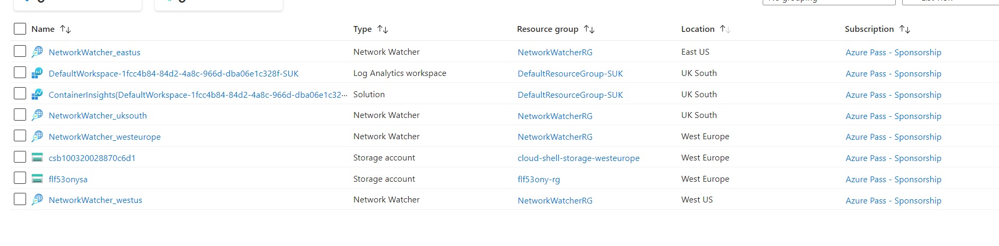 Name Type Resource group Location Subscription
NetworkWatcher_eastus Network Watcher NetworkWatcherRG East US Azure Pass - Sponsorship
DefaultWorkspace-1fcc4b84-84d2-4a8c-966d-dba06e1c328f-SUK Log Analytics workspace DefaultResourceGroup-SUK UK South Azure Pass - Sponsorship
ContainerInsights(DefaultWorkspace-1fcc4b84-84d2-4a8c-966d-dba06e1c32... Solution DefaultResourceGroup-SUK UK South Azure Pass - Sponsorship
NetworkWatcher_uksouth Network Watcher NetworkWatcherRG UK South Azure Pass - Sponsorship
NetworkWatcher_westeurope Network Watcher NetworkWatcherRG West Europe Azure Pass - Sponsorship
csb100320028870c6d1 Storage account cloud-shell-storage-westeurope West Europe Azure Pass - Sponsorship
flf53onysa Storage account flf53ony-rg West Europe Azure Pass - Sponsorship
NetworkWatcher_westus Network Watcher NetworkWatcherRG West US Azure Pass - Sponsorship